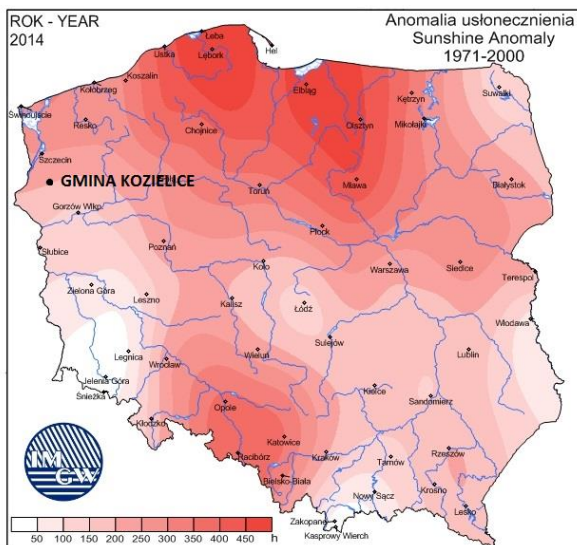 ROK - YEAR
2014
Anomalia usłonecznienia
Sunshine Anomaly
1971-2000
Łeba
Ustka
Lębork
Hel
Koszalin
Kołobrzeg
Elbląg
Kętrzyn
Suwałki
Świnoujście
Resko
Chojnice
Olsztyn
Mikołajki
Szczecin
GMINA KOZIELICE
Toruń
Mława
Białystok
Gorzów Wlkp.
Płock
Słubice
Poznań
Koło
Warszawa
Siedlce
Terespol
Zielona Góra
Leszno
Kalisz
Łódź
Włodawa
Sulejów
Legnica
Wrocław
Wieluń
Lublin
Jelenia Góra
Śnieżka
Kielce
Sandomierz
Opole
Kłodzko
Katowice
Racibórz
Kraków
Tarnów
Rzeszów
Bielsko-Biała
Nowy Sącz
Krosno
Lesko
Zakopane
Kasprowy Wierch
IM
GW
50 100 150 200 250 300 350 400 450 h